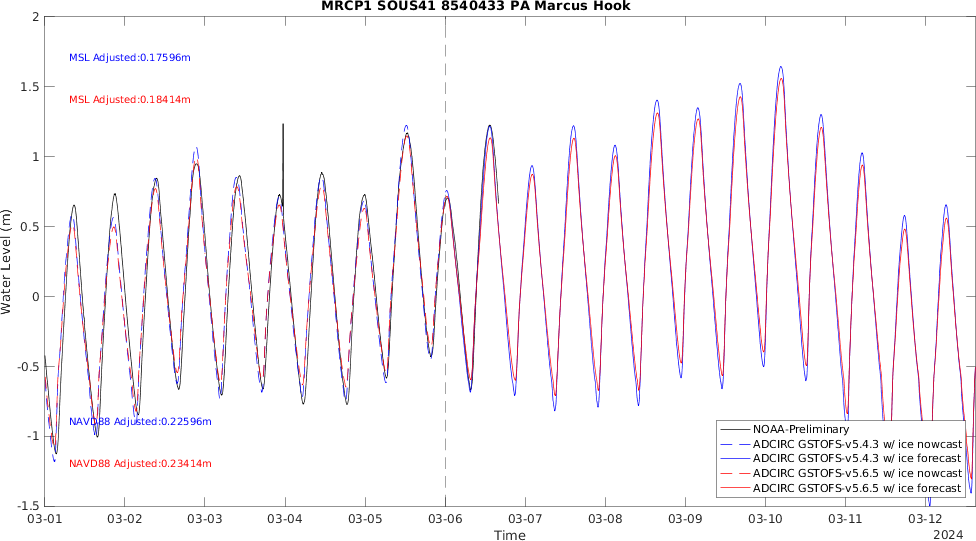 MRCP1 SOUS41 8540433 PA Marcus Hook
2
1.5
1
0.5
0
-0.5
-1
-1.5
Water Level (m)
MSL Adjusted:0.17596m
MSL Adjusted:0.18414m
NAVD88 Adjusted:0.22596m
NAVD88 Adjusted:0.23414m
NOAA-Preliminary
ADCIRC GSTOFS-v5.4.3 w/ ice nowcast
ADCIRC GSTOFS-v5.4.3 w/ ice forecast
ADCIRC GSTOFS-v5.6.5 w/ ice nowcast
ADCIRC GSTOFS-v5.6.5 w/ ice forecast
03-01 03-02 03-03 03-04 03-05 03-06 03-07 03-08 03-09 03-10 03-11 03-12
Time
2024